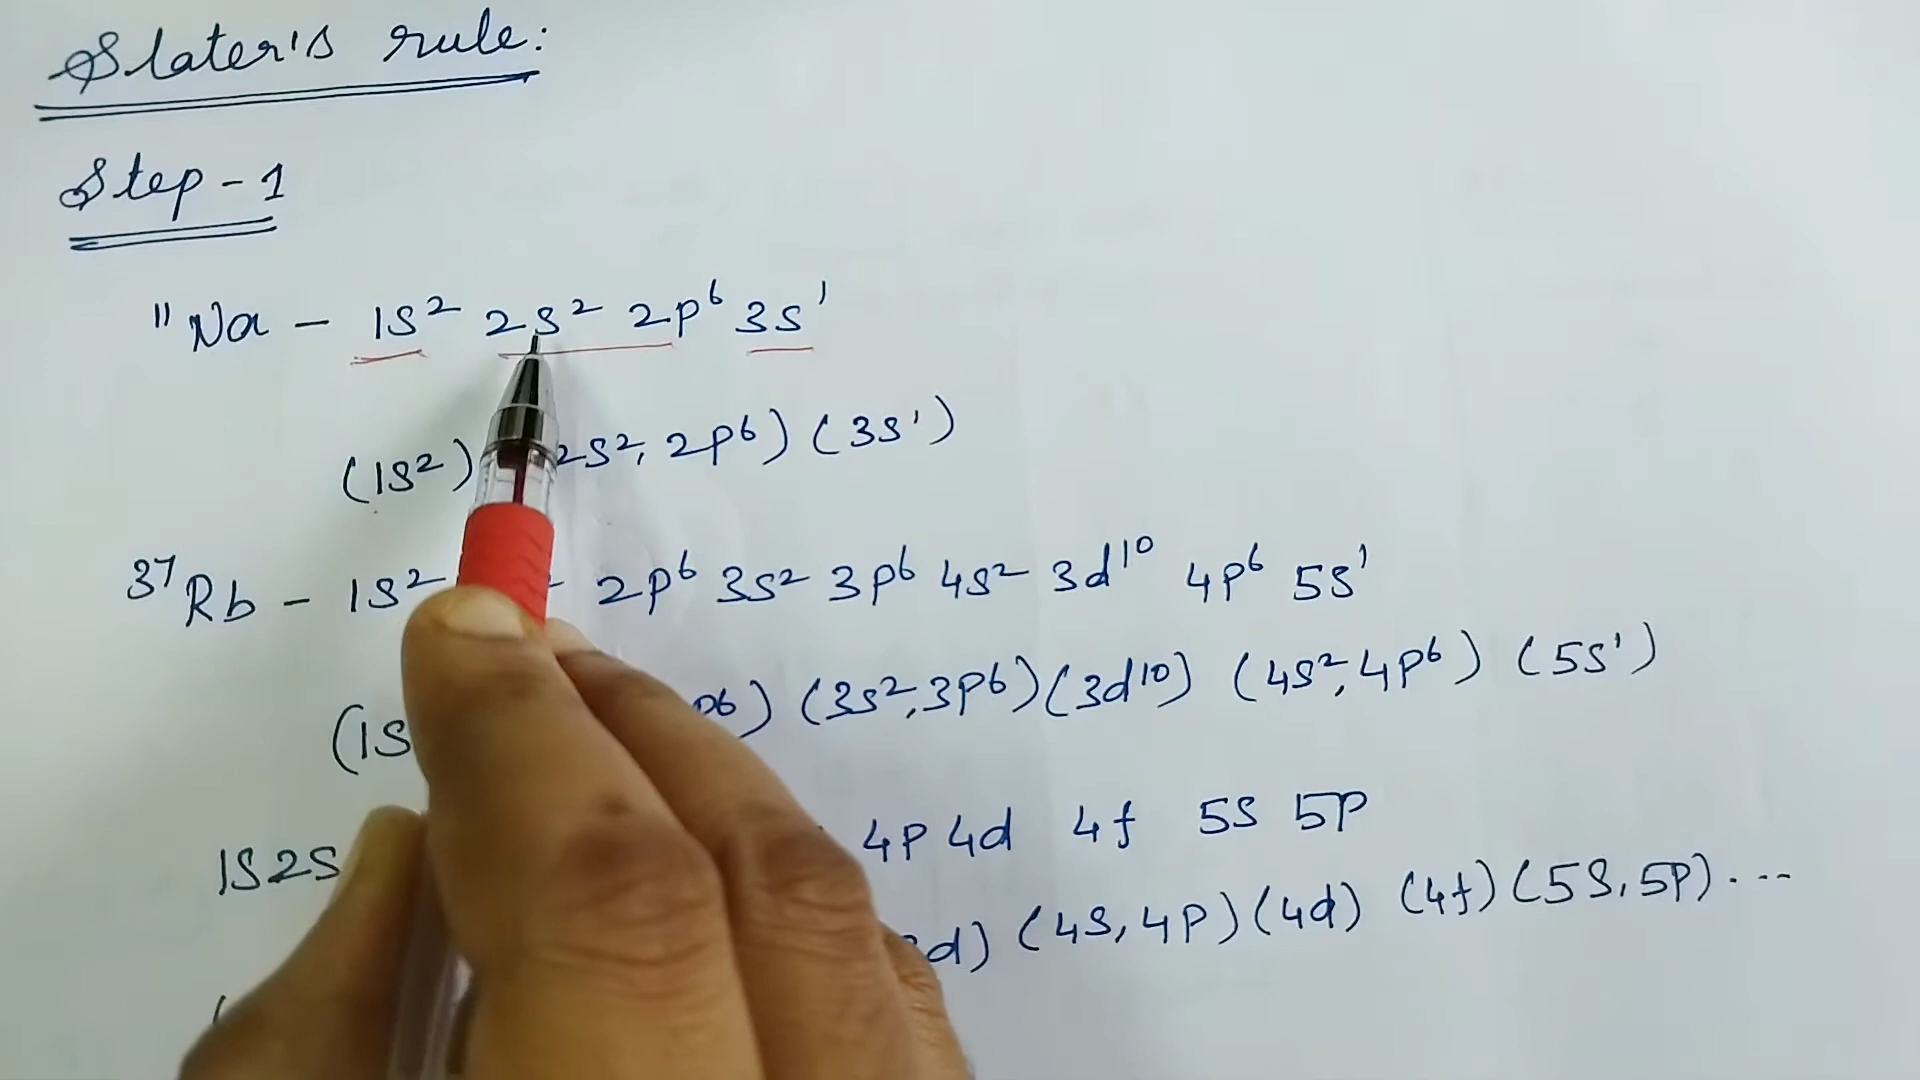 Slater's rule:
Step-1
11Na - 1s² 2s² 2p⁶ 3s¹
(1s²) 2s², 2p⁶) (3s¹)
37Rb - 1s² 2p⁶ 3s² 3p⁶ 4s² 3d¹⁰ 4p⁶ 5s¹
(1s p⁶) (3s², 3p⁶) (3d¹⁰) (4s², 4p⁶) (5s¹)
1s 2s 4p 4d 4f 5s 5p
d) (4s, 4p) (4d) (4f) (5s, 5p) ....